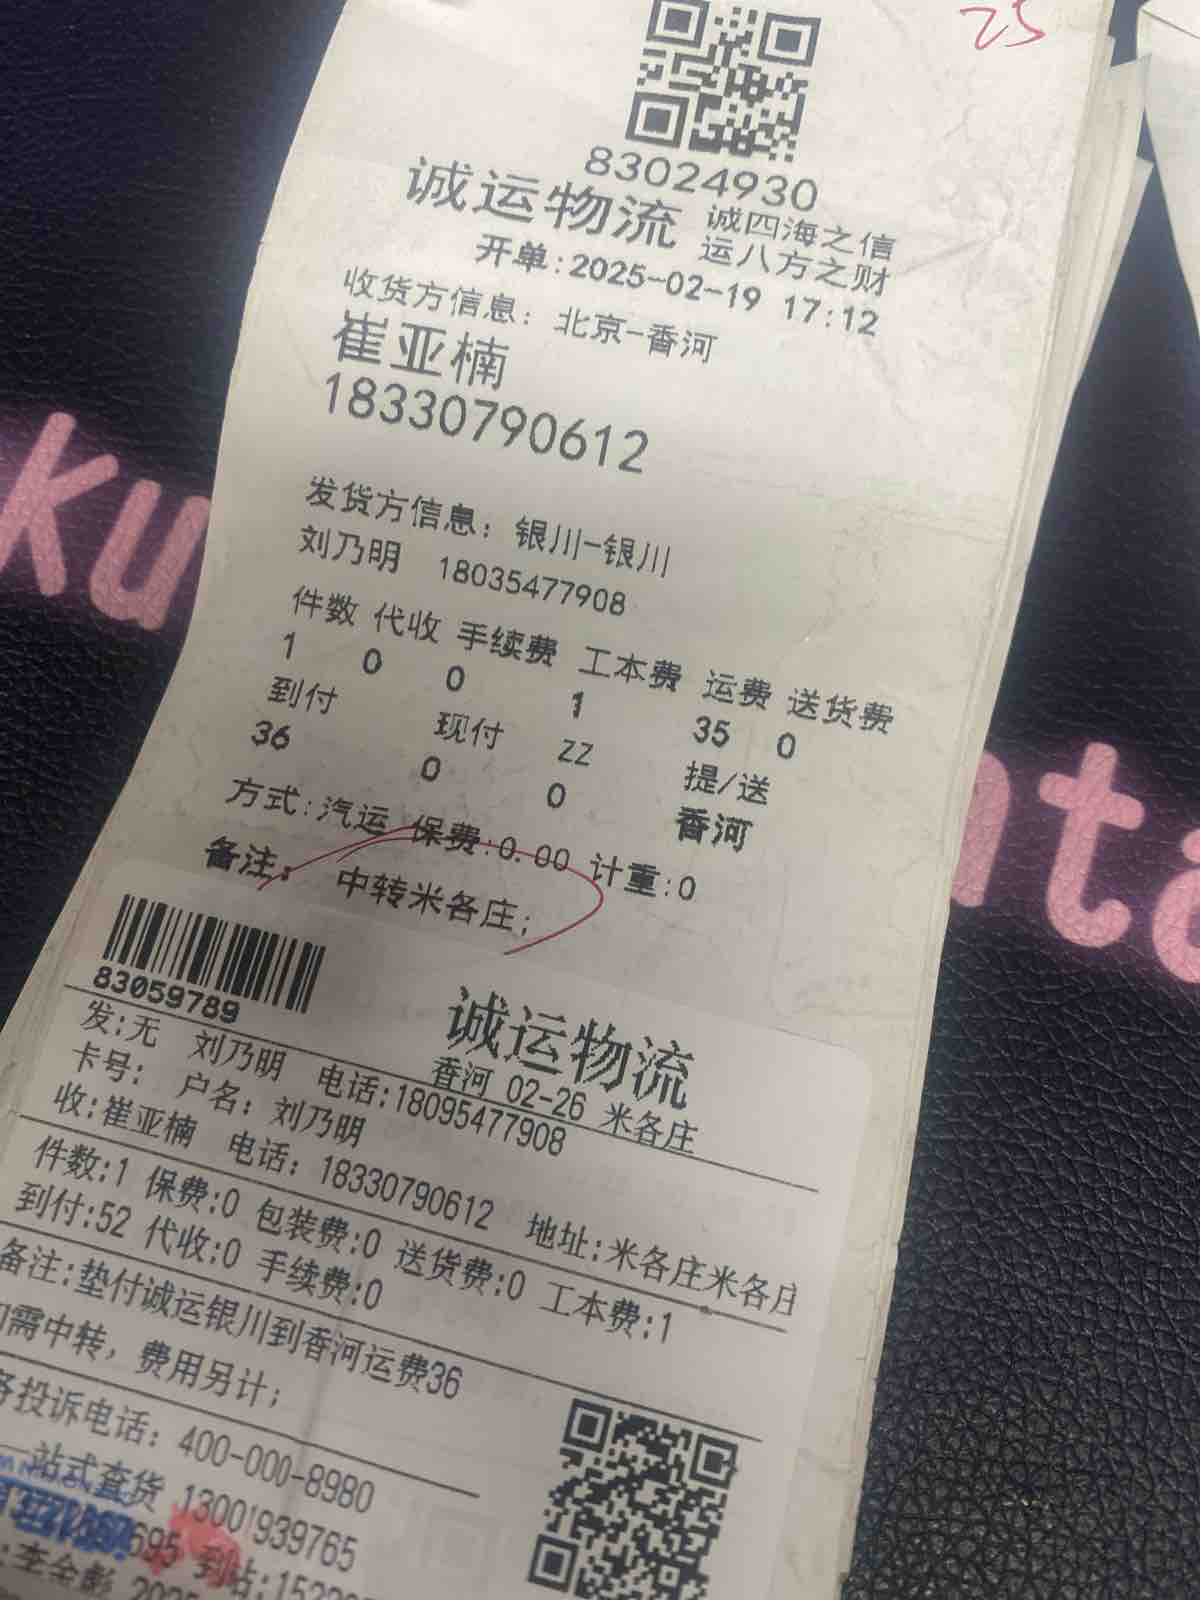 25
83024930
诚运物流 诚四海之信
运八方之财
开单:2025-02-19 17:12
收货方信息: 北京-香河
崔亚楠
18330790612
发货方信息: 银川-银川
刘乃明 18035477908
件数 代收 手续费 工本费 运费 送货费
1 0 0 1 35 0
到付 现付 ZZ 提/送
36 0 0 香河
方式:汽运 保费:0.00 计重:0
备注: 中转米各庄;
83059789
诚运物流
香河 02-26 米各庄
发:无 刘乃明 电话:18095477908
卡号: 户名: 刘乃明
收:崔亚楠 电话: 18330790612 地址:米各庄米各庄
件数:1 保费:0 包装费:0 送货费:0 工本费:1
到付:52 代收:0 手续费:0
备注:垫付诚运银川到香河运费36
需中转, 费用另计;
投诉电话: 400-000-8980
一站式查货 13001939765
695 到站:
ku
nti